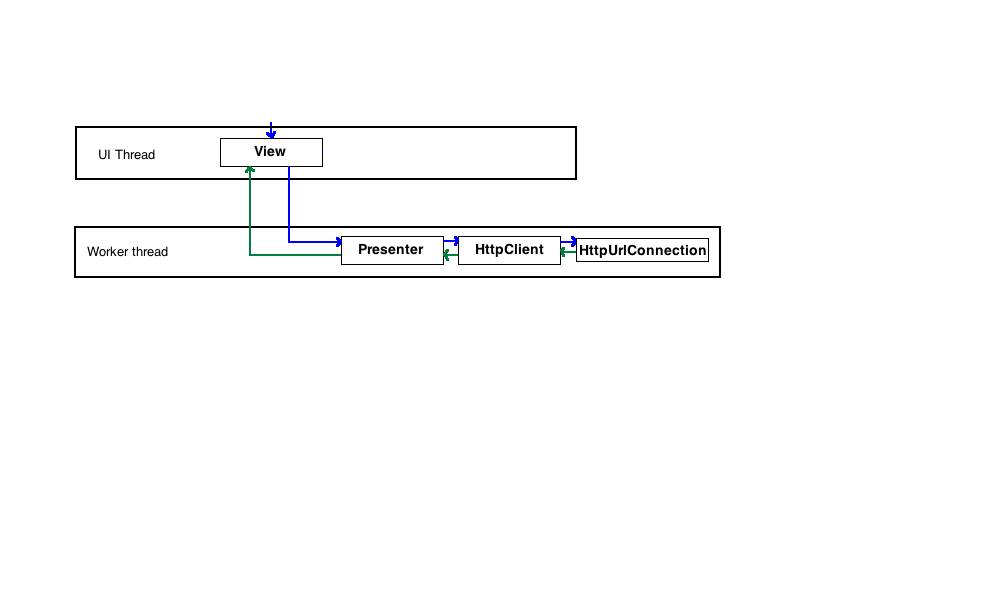 UI Thread
View
Worker thread
Presenter
HttpClient
HttpUrlConnection